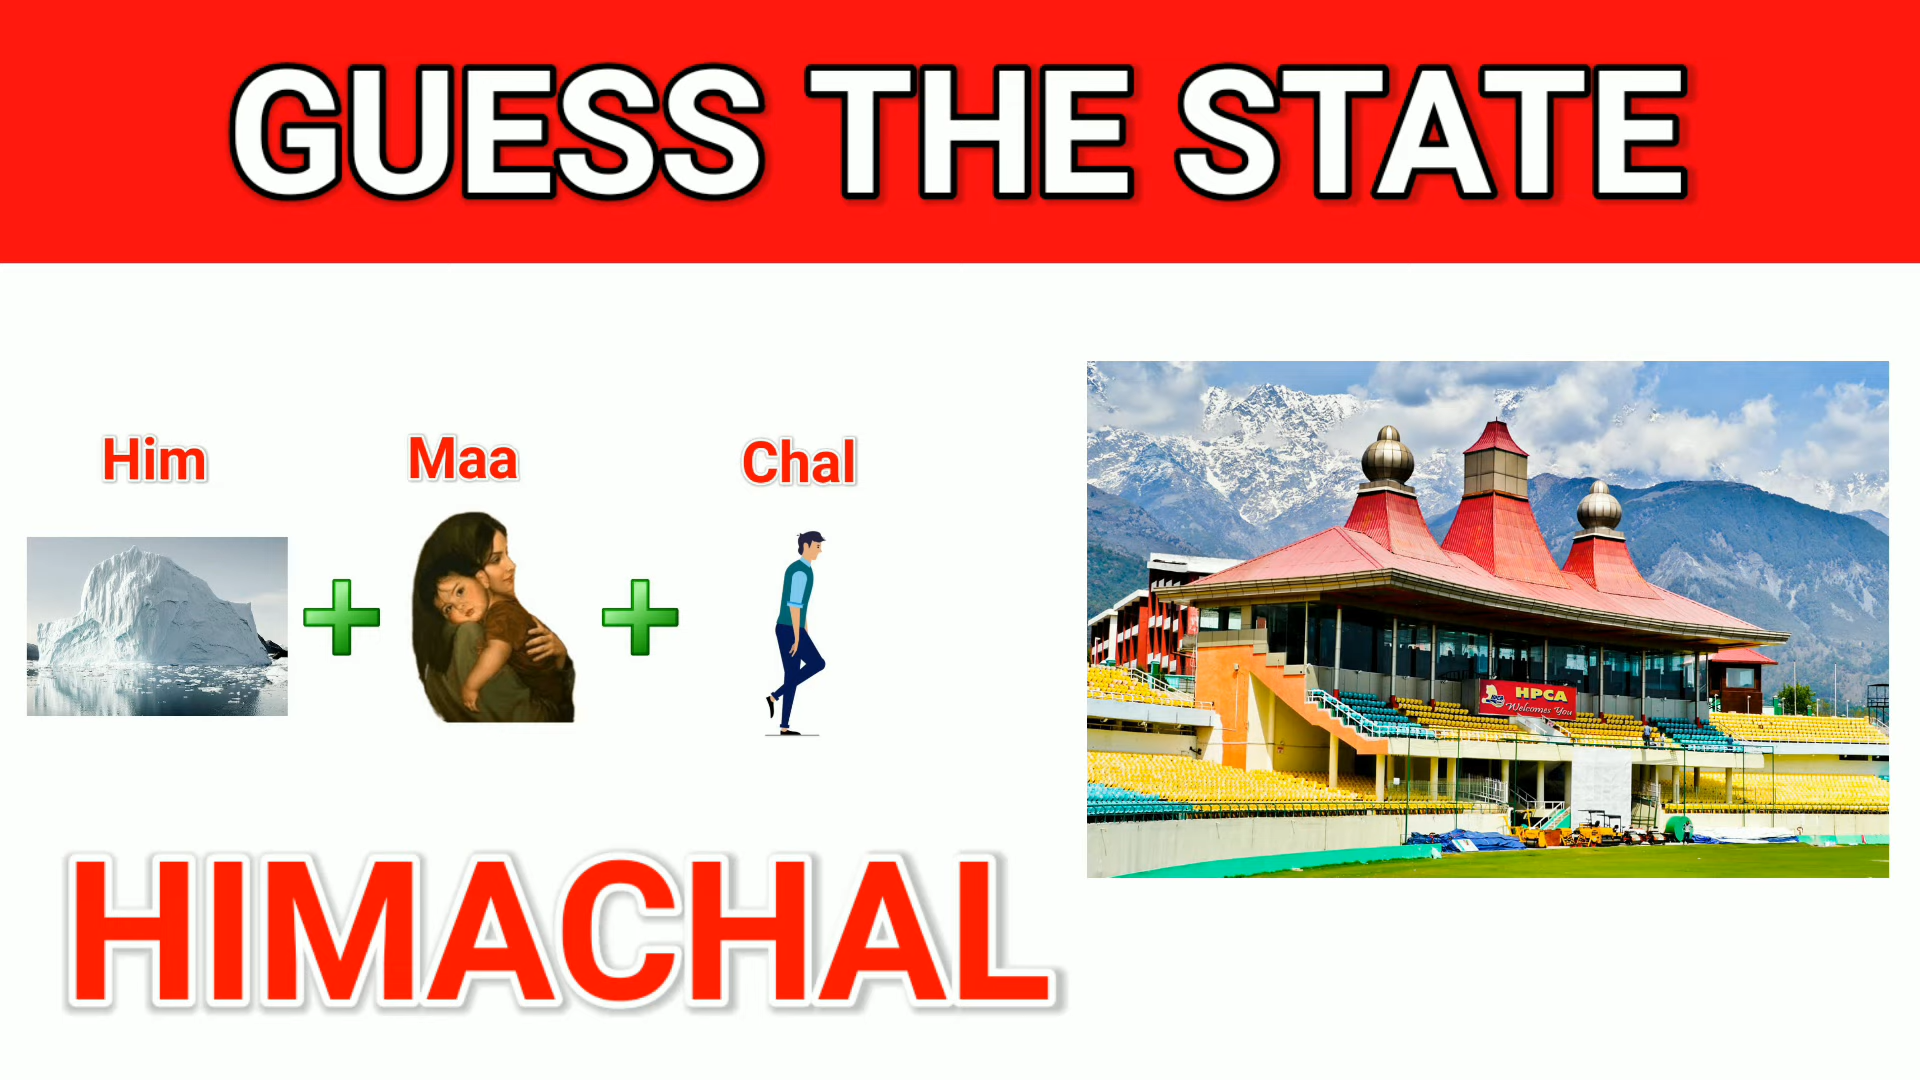 GUESS THE STATE
Him
Maa
Chal
HPCA
Welcomes You
HIMACHAL